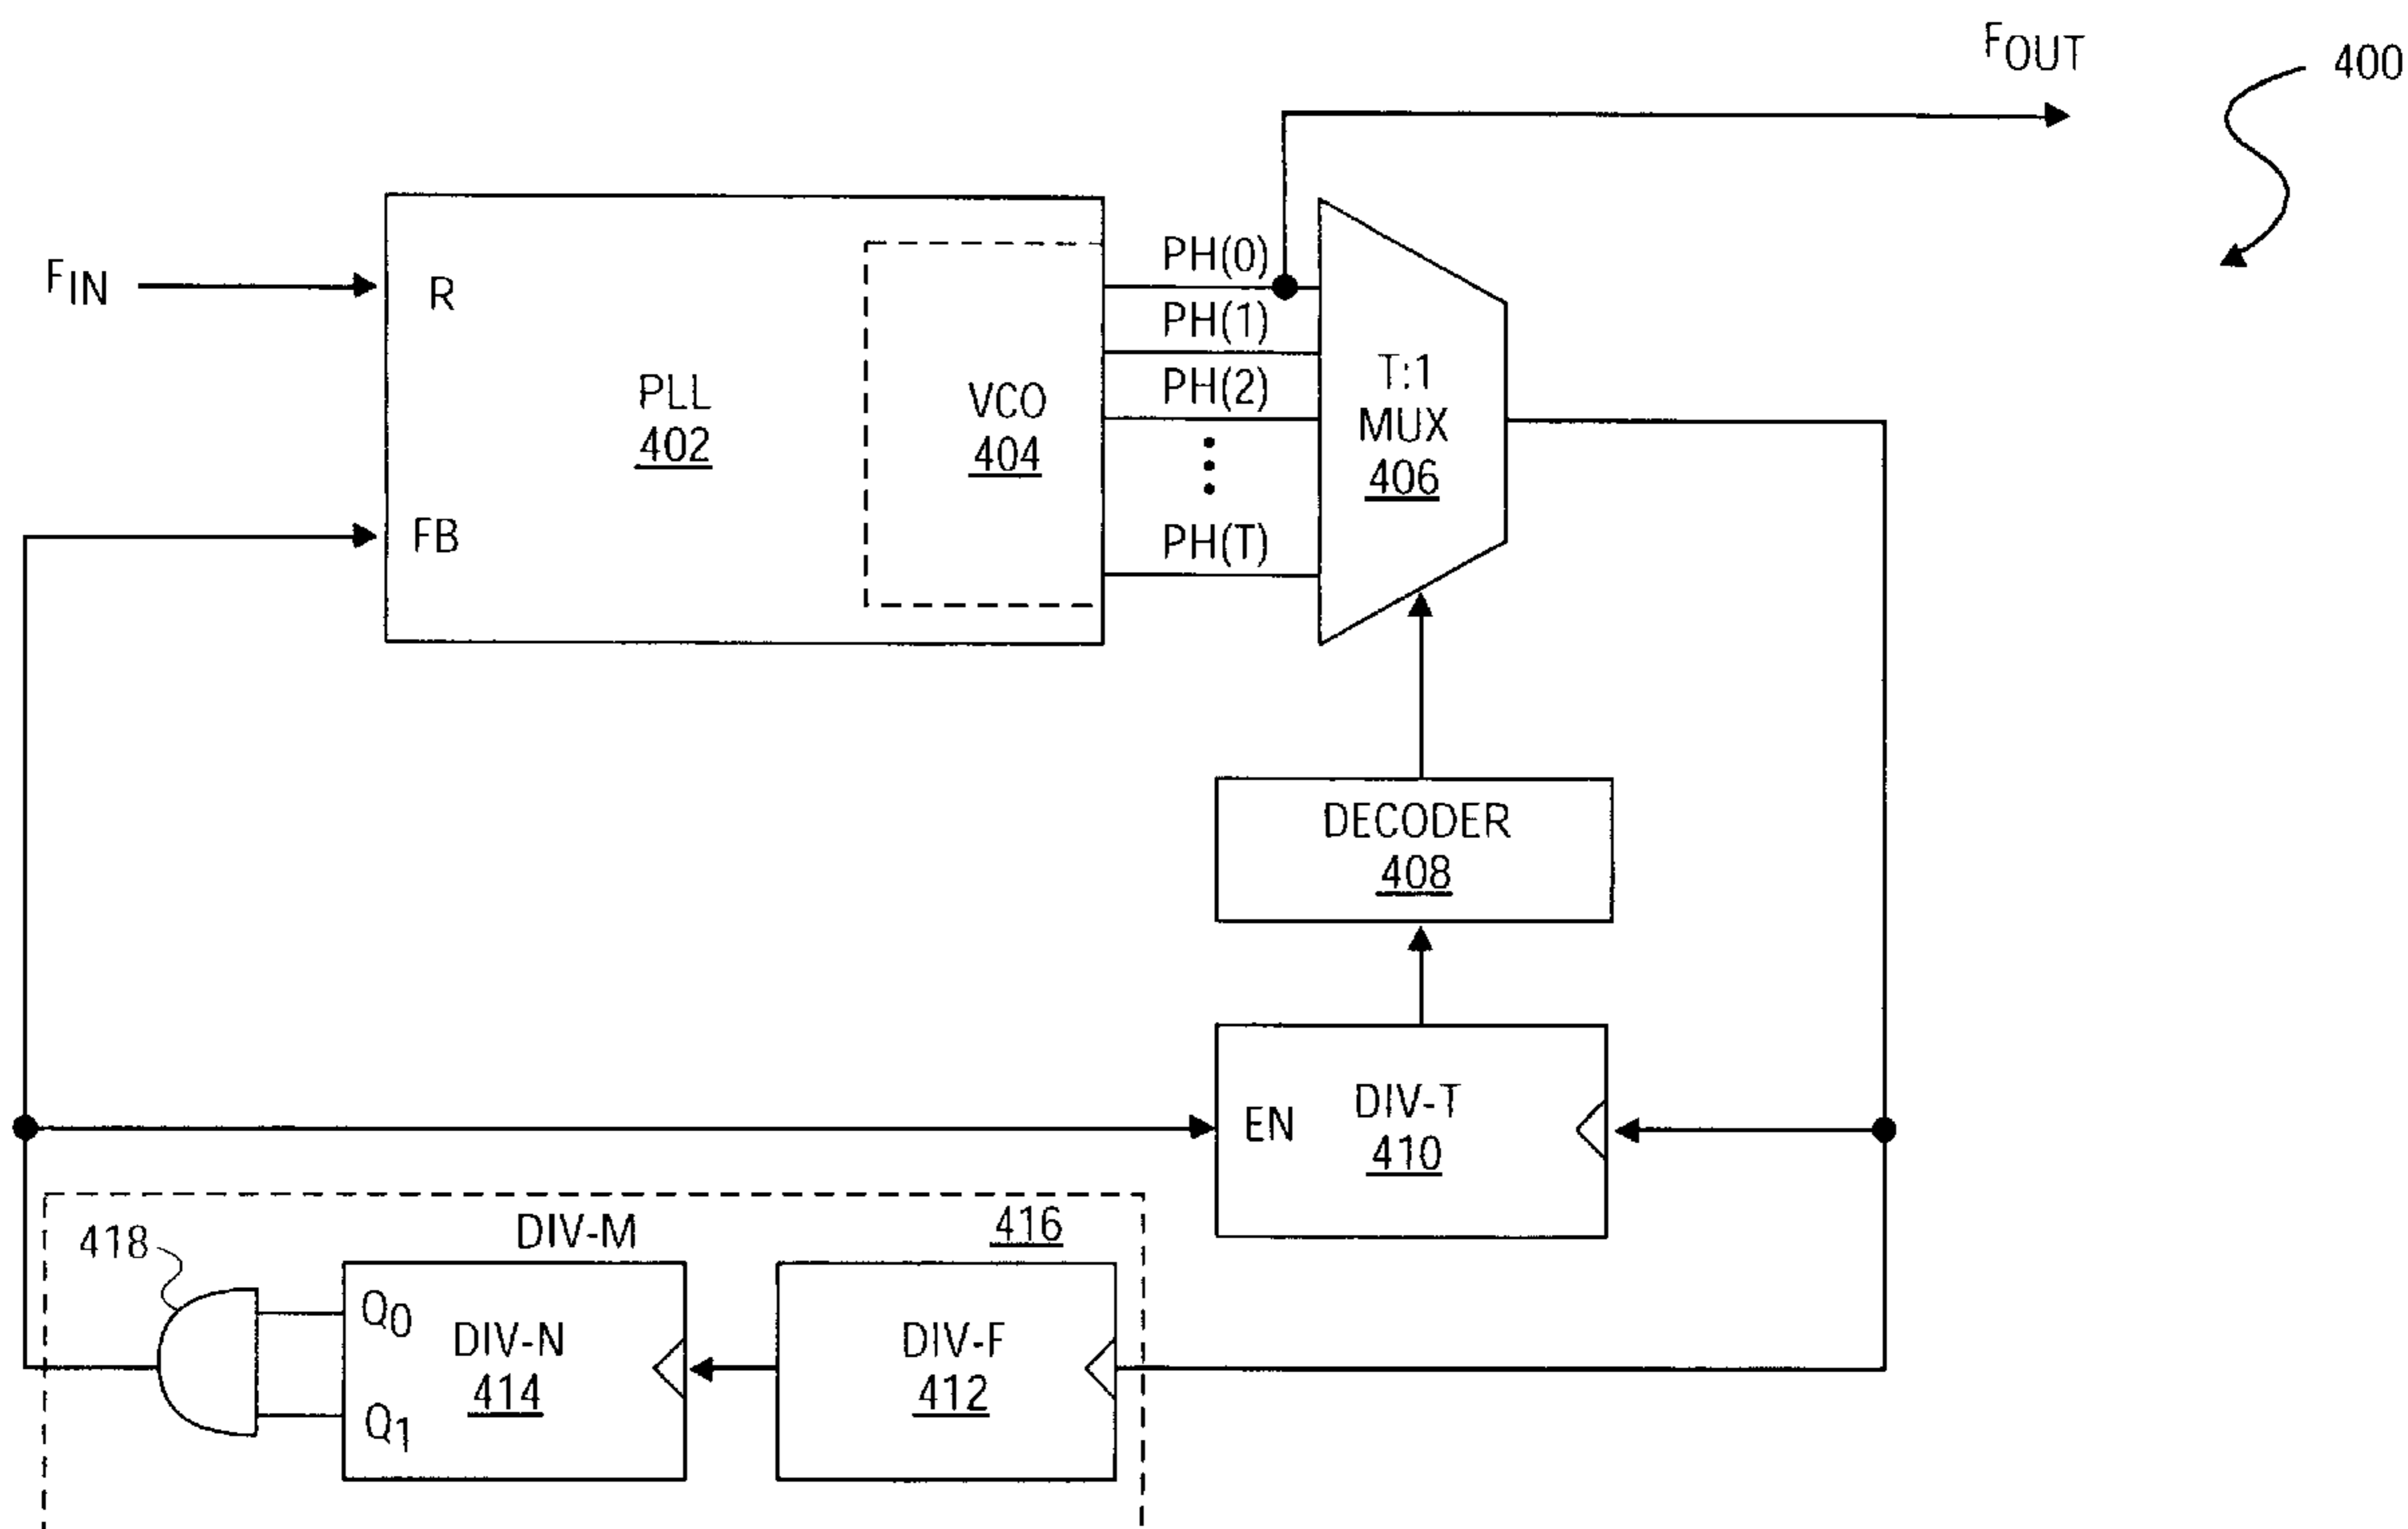 FOUT
400
FIN
R
FB
PLL
402
VCO
404
PH(0)
PH(1)
PH(2)
PH(T)
T:1
MUX
406
DECODER
408
EN
DIV-T
410
418
DIV-M
416
Q0
Q1
DIV-N
414
DIV-F
412